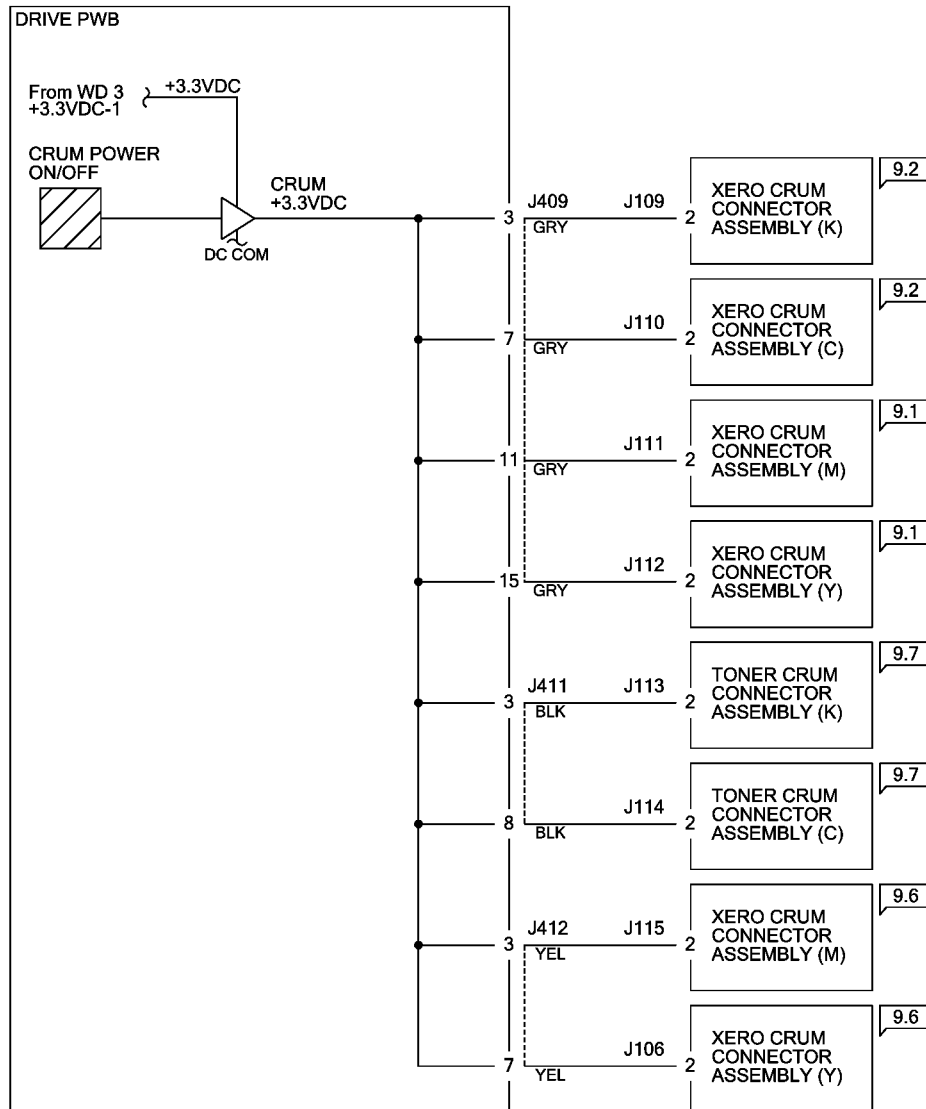 DRIVE PWB
From WD 3
+3.3VDC-1
+3.3VDC
CRUM POWER
ON/OFF
CRUM
+3.3VDC
DC COM
3
J409
GRY
J109
2
XERO CRUM
CONNECTOR
ASSEMBLY (K)
9.2
7
GRY
J110
2
XERO CRUM
CONNECTOR
ASSEMBLY (C)
9.2
11
GRY
J111
2
XERO CRUM
CONNECTOR
ASSEMBLY (M)
9.1
15
GRY
J112
2
XERO CRUM
CONNECTOR
ASSEMBLY (Y)
9.1
3
J411
BLK
J113
2
TONER CRUM
CONNECTOR
ASSEMBLY (K)
9.7
8
BLK
J114
2
TONER CRUM
CONNECTOR
ASSEMBLY (C)
9.7
3
J412
YEL
J115
2
XERO CRUM
CONNECTOR
ASSEMBLY (M)
9.6
7
YEL
J106
2
XERO CRUM
CONNECTOR
ASSEMBLY (Y)
9.6